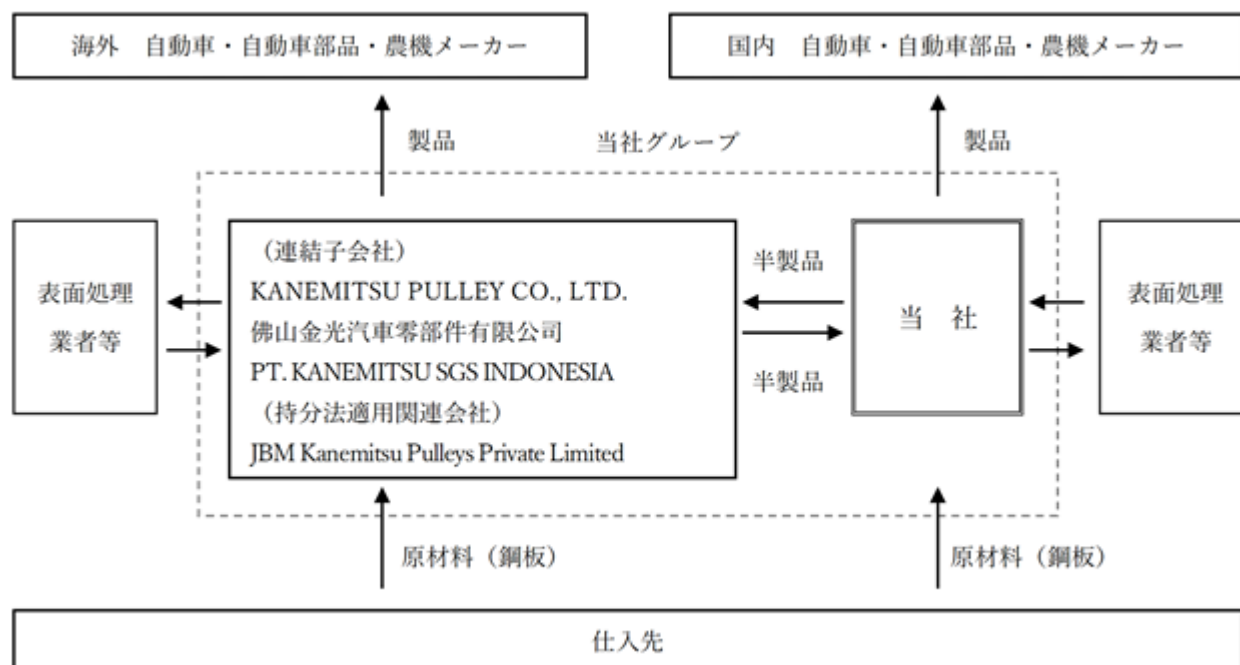 海外　自動車・自動車部品・農機メーカー
国内　自動車・自動車部品・農機メーカー
製品
当社グループ
製品
表面処理
業者等
（連結子会社）
KANEMITSU PULLEY CO., LTD.
佛山金光汽車零部件有限公司
PT. KANEMITSU SGS INDONESIA
（持分法適用関連会社）
JBM Kanemitsu Pulleys Private Limited
半製品
半製品
当　社
表面処理
業者等
原材料（鋼板）
原材料（鋼板）
仕入先